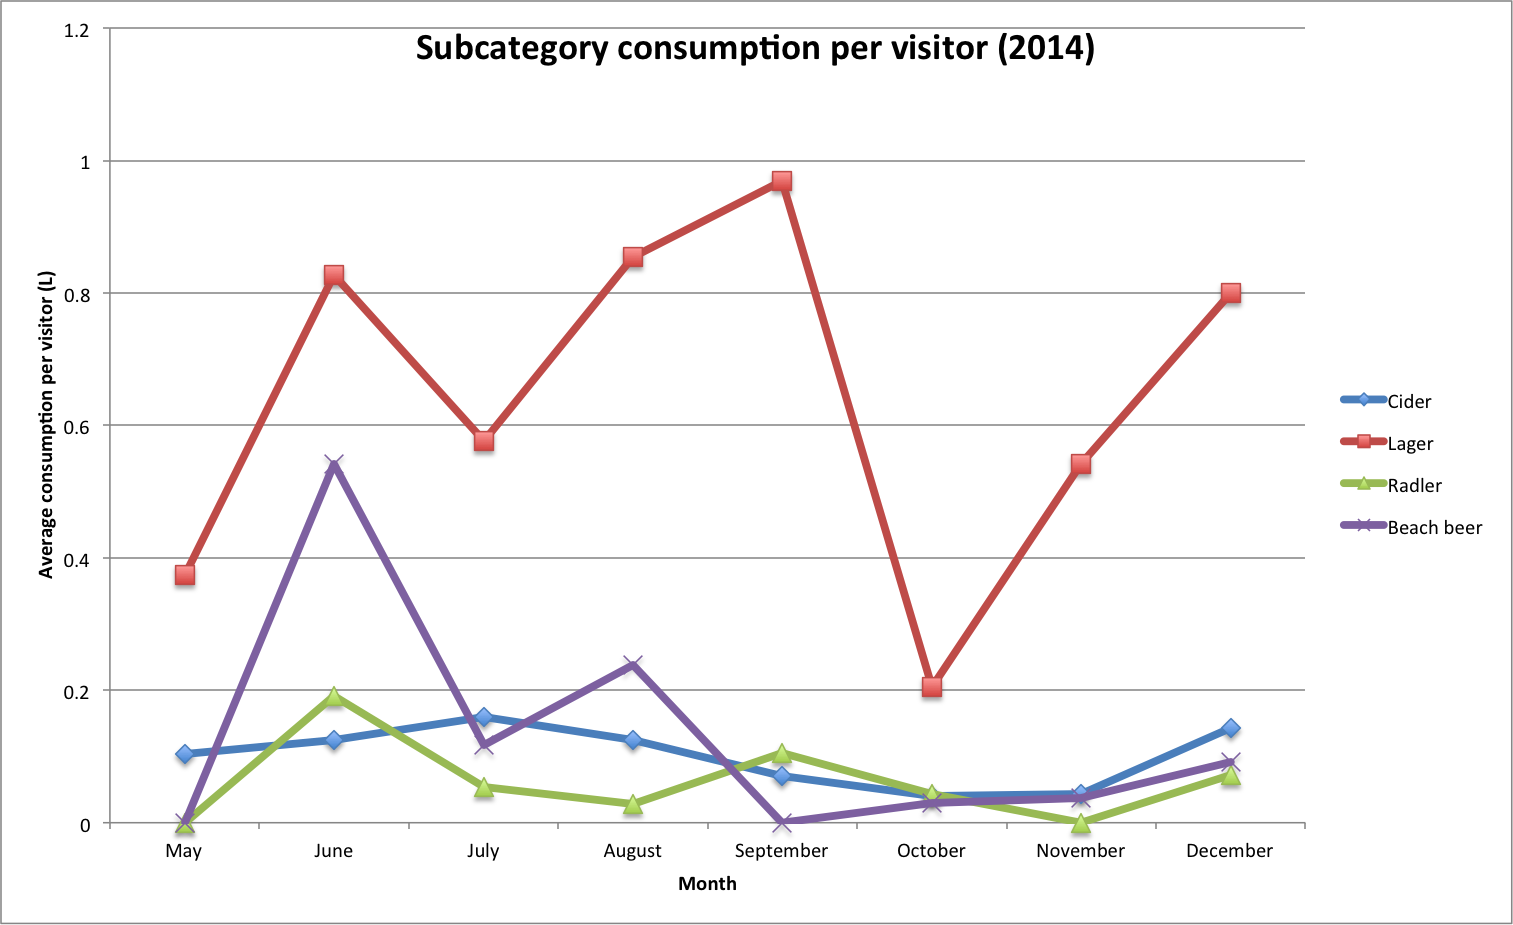 Subcategory consumption per visitor (2014)
1.2
1
0.8
0.6
0.4
0.2
0
Average consumption per visitor (L)
May June July August September October November December
Month
Cider
Lager
Radler
Beach beer